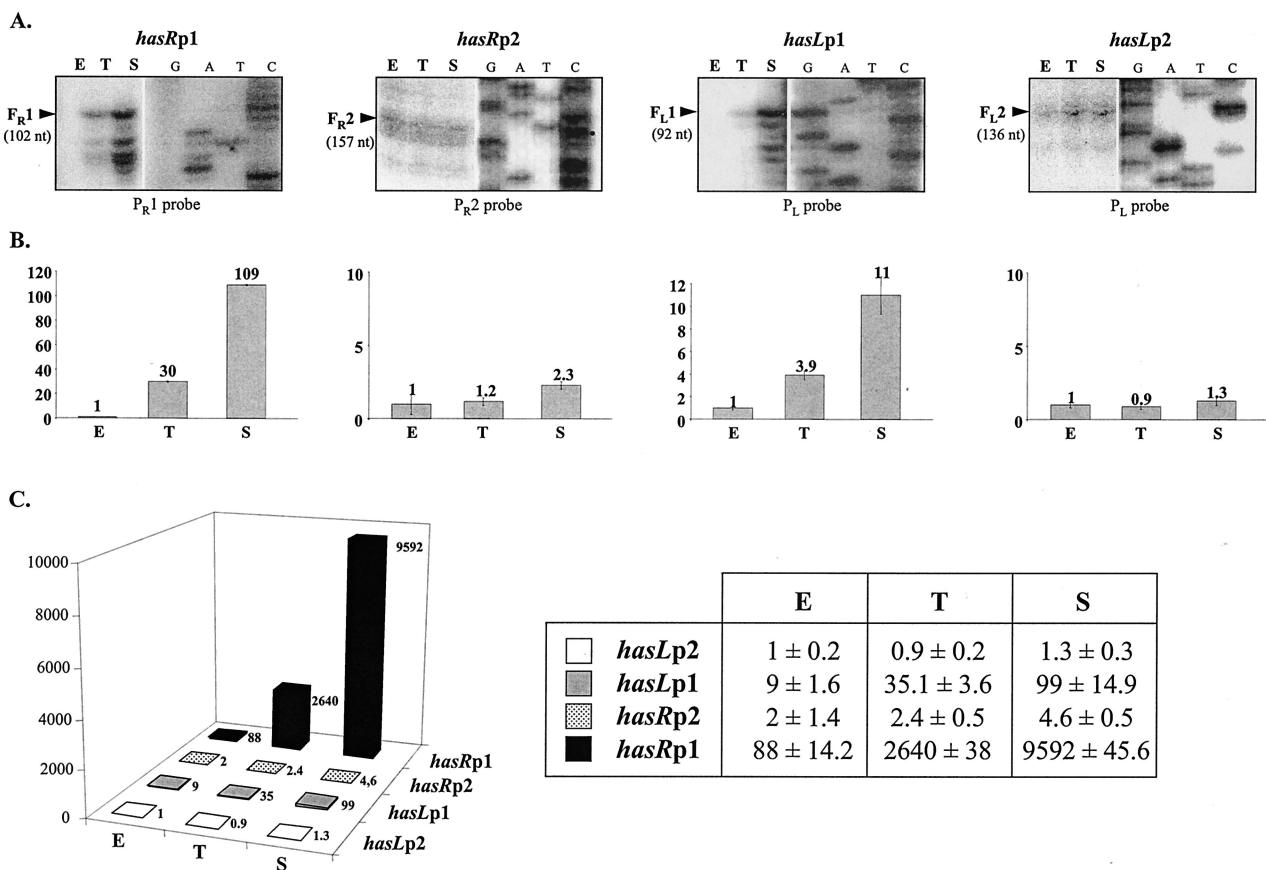 A.
hasRp1 hasRp2 hasLp1 hasLp2
E T S G A T C E T S G A T C E T S G A T C E T S G A T C
FR1 FR2 FL1 FL2
(102 nt) (157 nt) (92 nt) (136 nt)
PR1 probe PR2 probe PL probe PL probe
B.
120
100
80
60
40
20
0
1 30 109
E T S
10
5
0
1 1.2 2.3
E T S
12
10
8
6
4
2
0
1 3.9 11
E T S
10
5
0
1 0.9 1.3
E T S
C.
10000
8000
6000
4000
2000
0
88 2640 9592
2 2.4 4,6
9 35 99
1 0.9 1.3
E T S
hasRp1
hasRp2
hasLp1
hasLp2
E T S
hasLp2 1 ± 0.2 0.9 ± 0.2 1.3 ± 0.3
hasLp1 9 ± 1.6 35.1 ± 3.6 99 ± 14.9
hasRp2 2 ± 1.4 2.4 ± 0.5 4.6 ± 0.5
hasRp1 88 ± 14.2 2640 ± 38 9592 ± 45.6